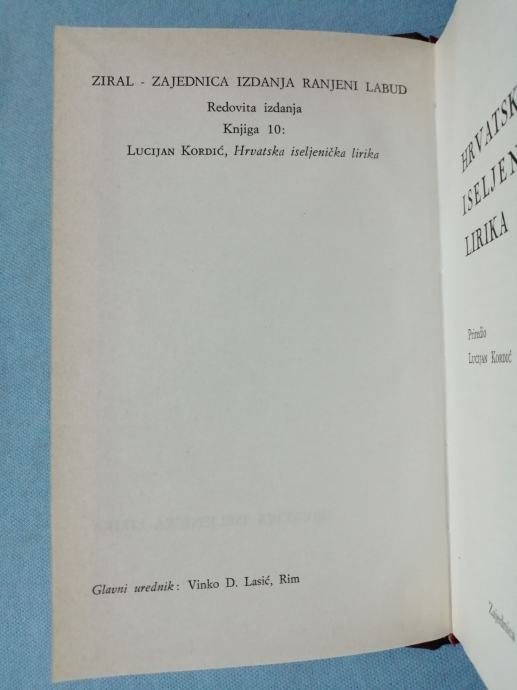 ZIRAL - ZAJEDNICA IZDANJA RANJENI LABUD
Redovita izdanja
Knjiga 10:
LUCIJAN KORDIĆ, Hrvatska iseljenička lirika
Glavni urednik: Vinko D. Lasić, Rim
HRVATSK
ISELJEN
LIRIKA
Priredio
LUCIJAN KORDIĆ